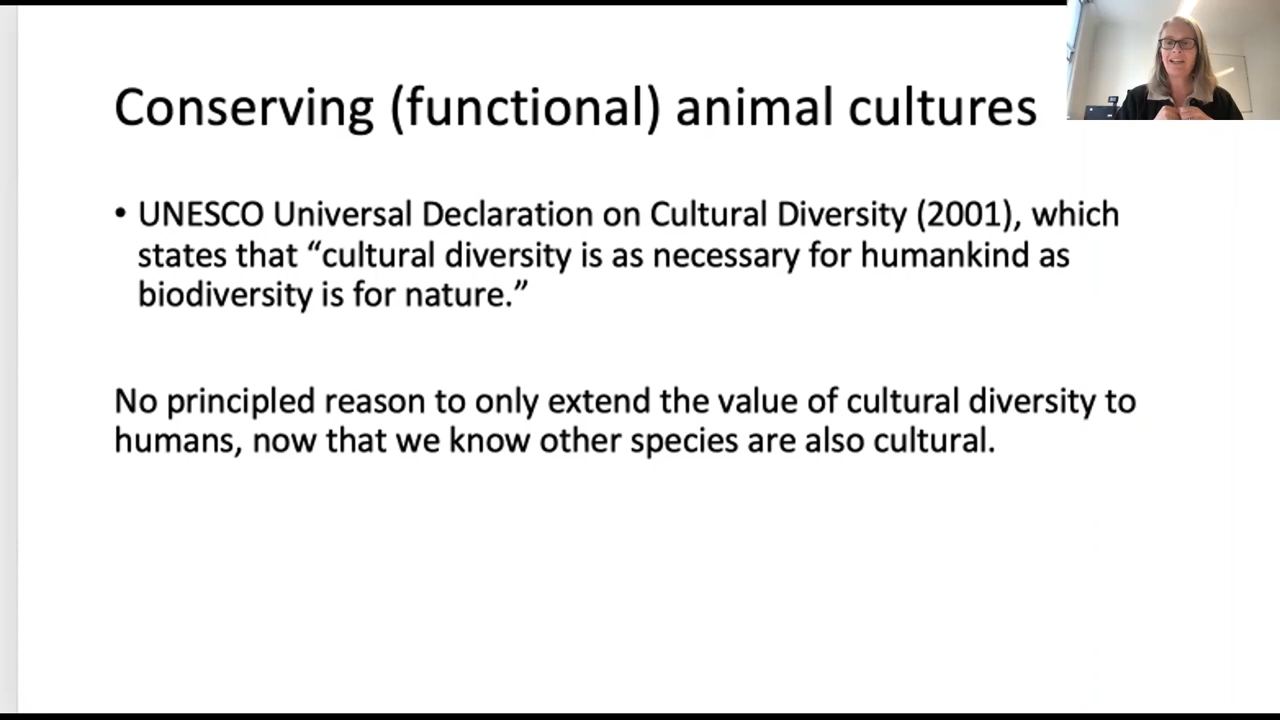 Conserving (functional) animal cultures
• UNESCO Universal Declaration on Cultural Diversity (2001), which
states that “cultural diversity is as necessary for humankind as
biodiversity is for nature.”
No principled reason to only extend the value of cultural diversity to
humans, now that we know other species are also cultural.